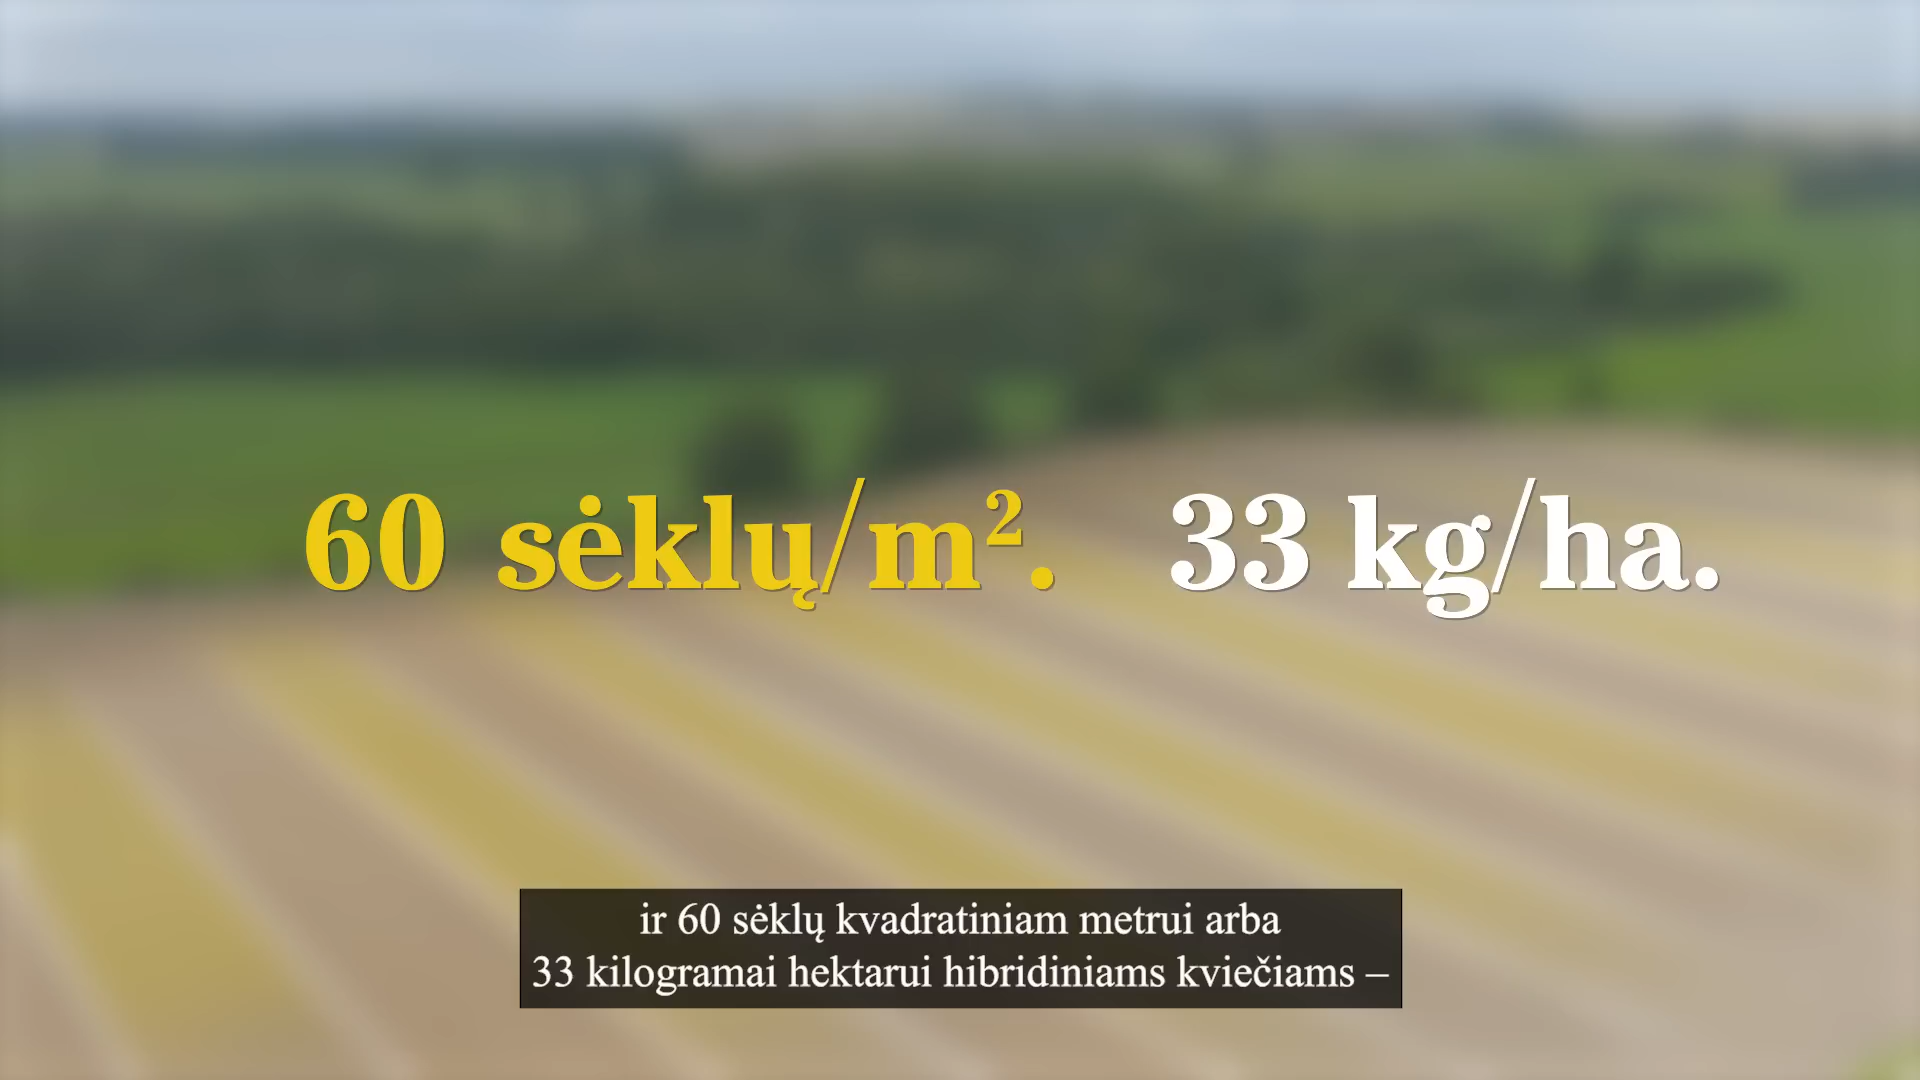 60 sėklų/m². 33 kg/ha.
ir 60 sėklų kvadratiniam metrui arba
33 kilogramai hektarui hibridiniams kviečiams –